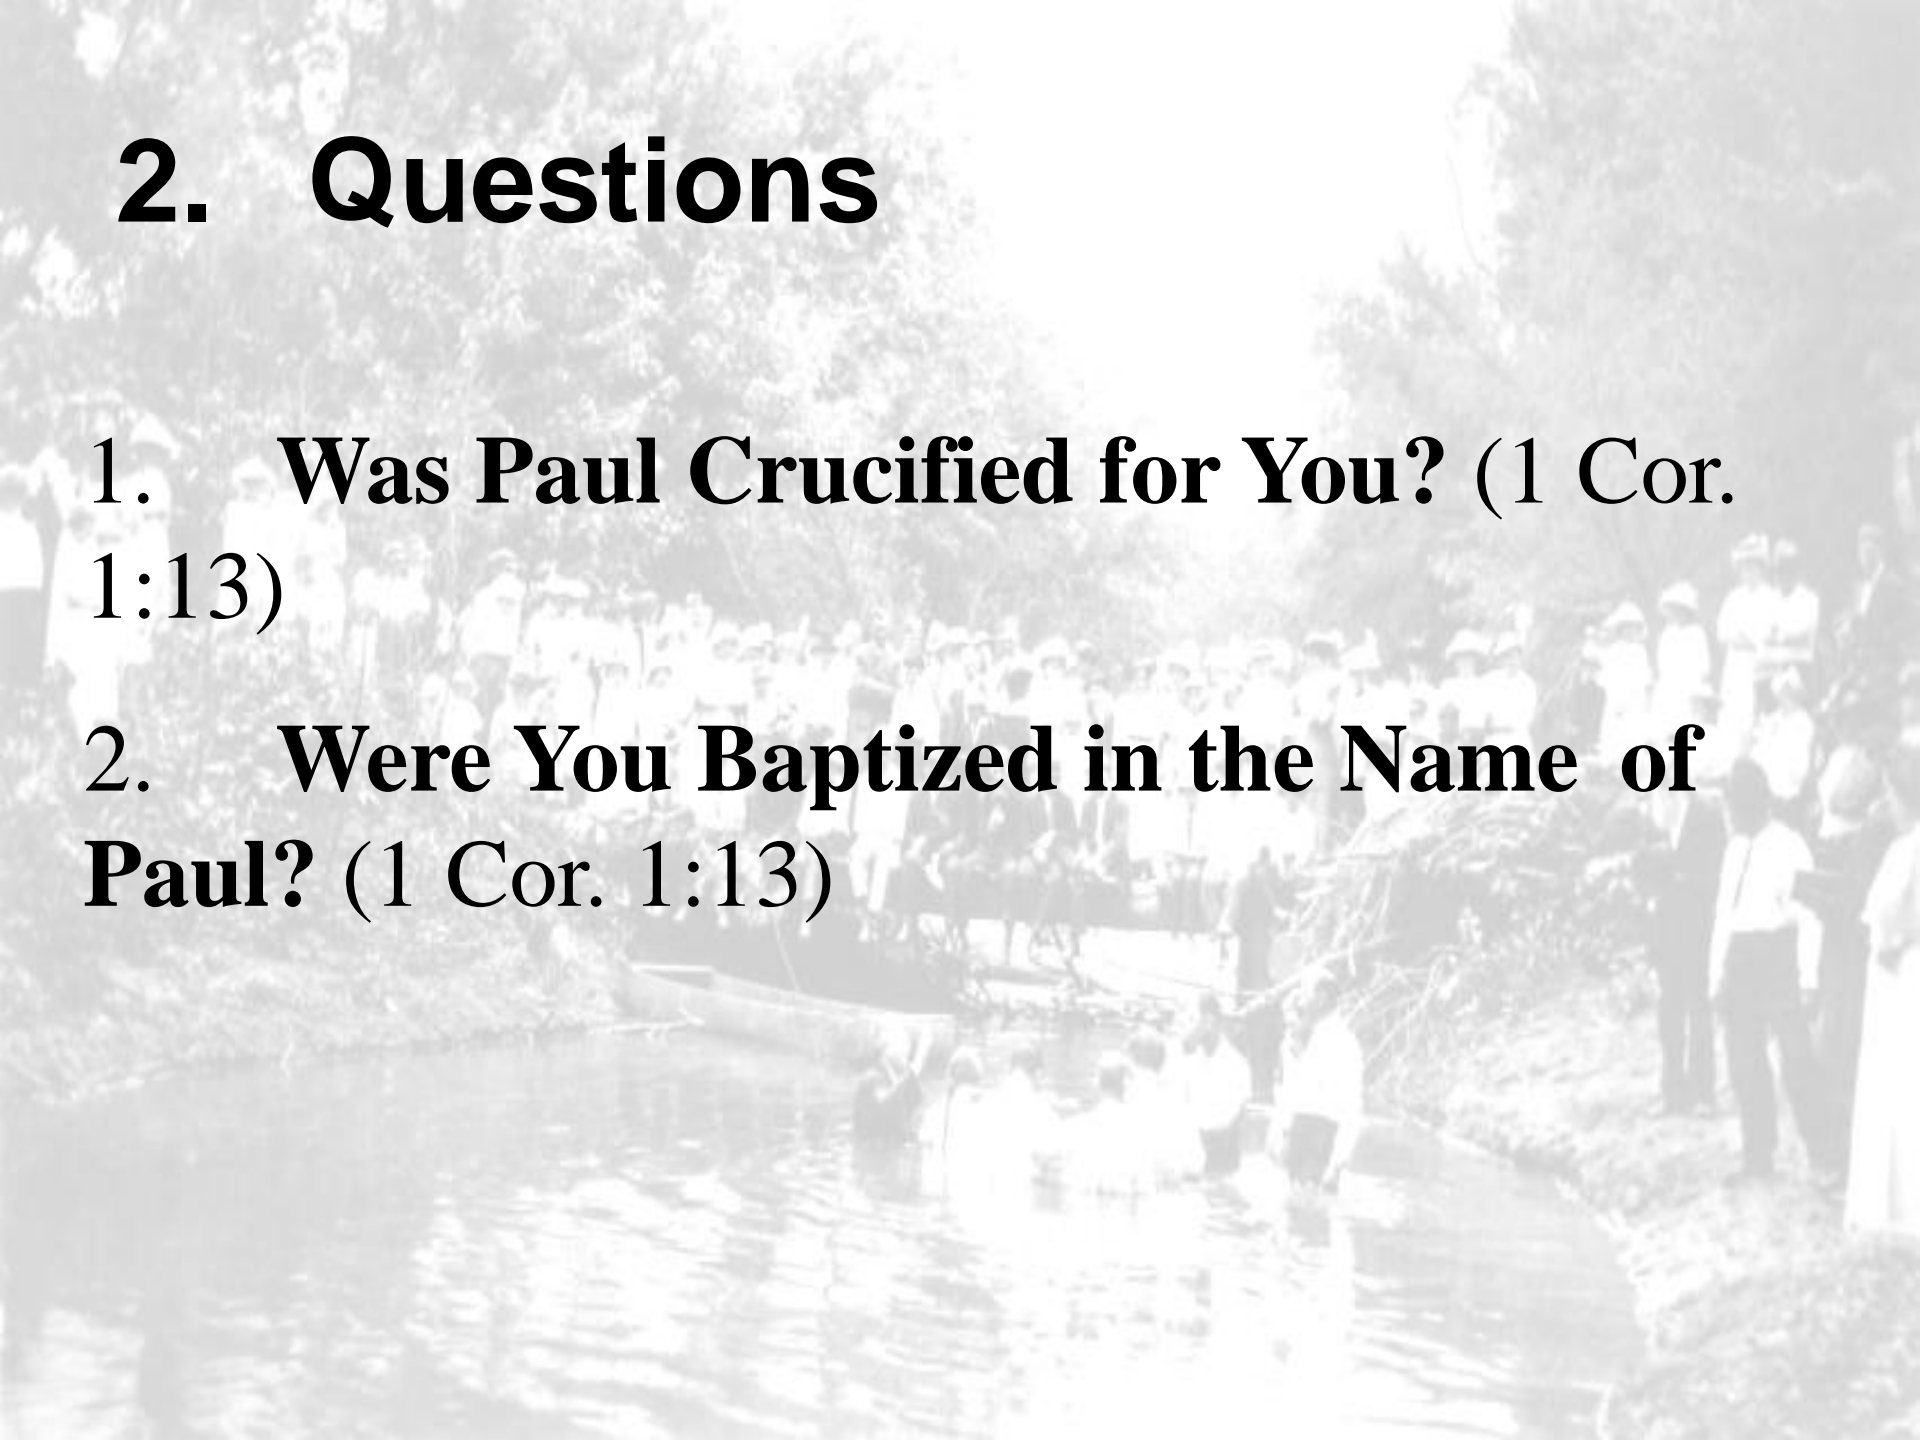 2. Questions
1. Was Paul Crucified for You? (1 Cor.
1:13)
2. Were You Baptized in the Name of
Paul? (1 Cor. 1:13)